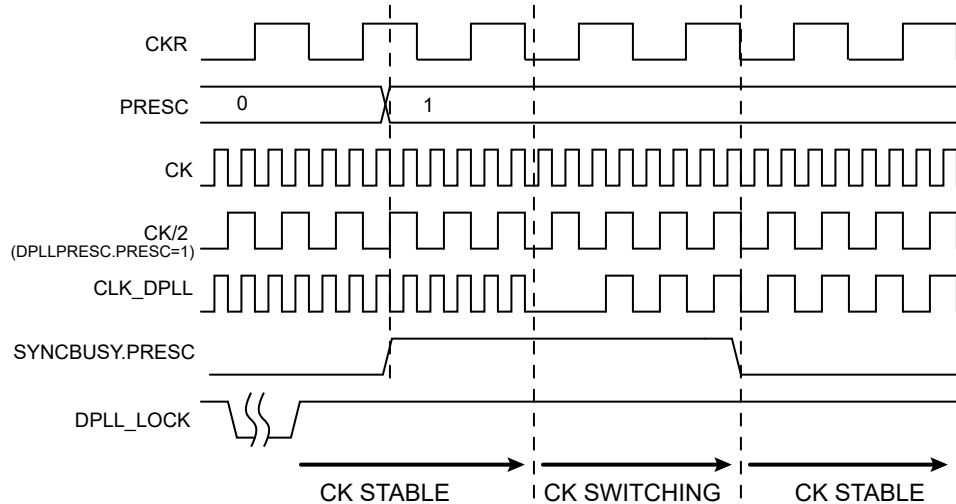 CKR
PRESC
0
1
CK
CK/2
(DPLLPRESC.PRESC=1)
CLK_DPLL
SYNCBUSY.PRESC
DPLL_LOCK
CK STABLE
CK SWITCHING
CK STABLE